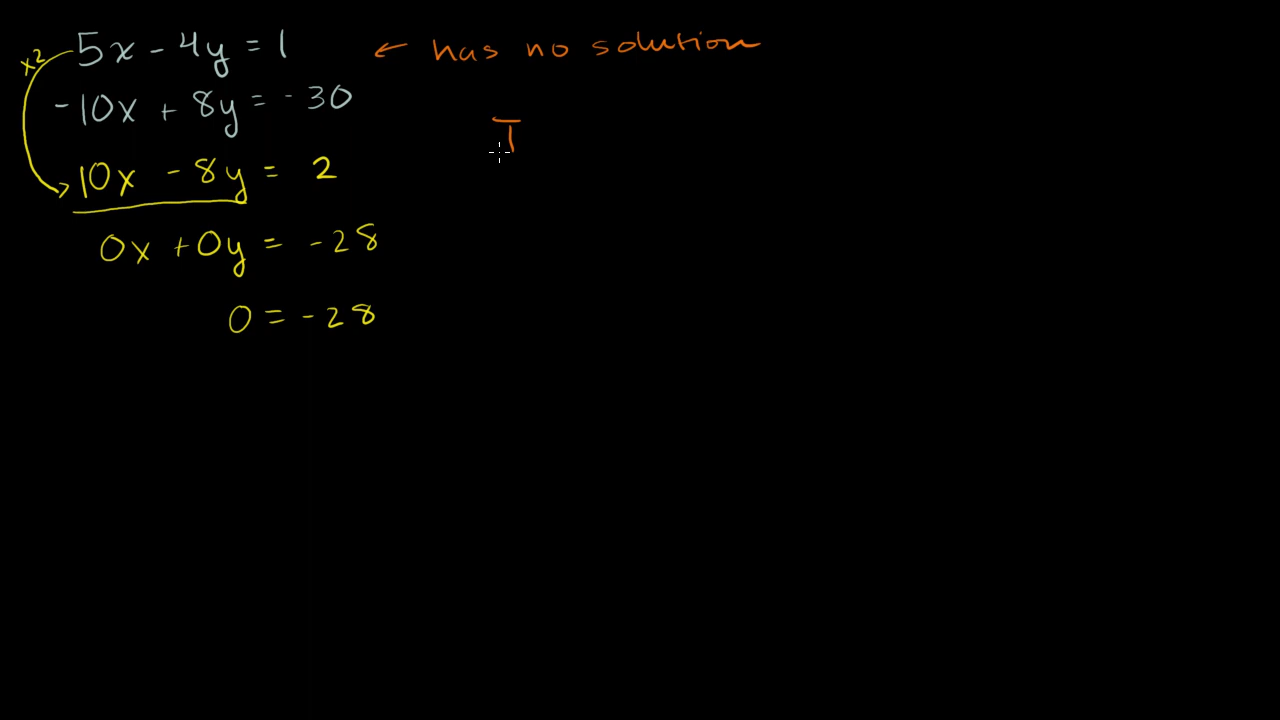 5x - 4y = 1 ← has no solution
x2
-10x + 8y = -30
T
10x - 8y = 2
0x + 0y = -28
0 = -28